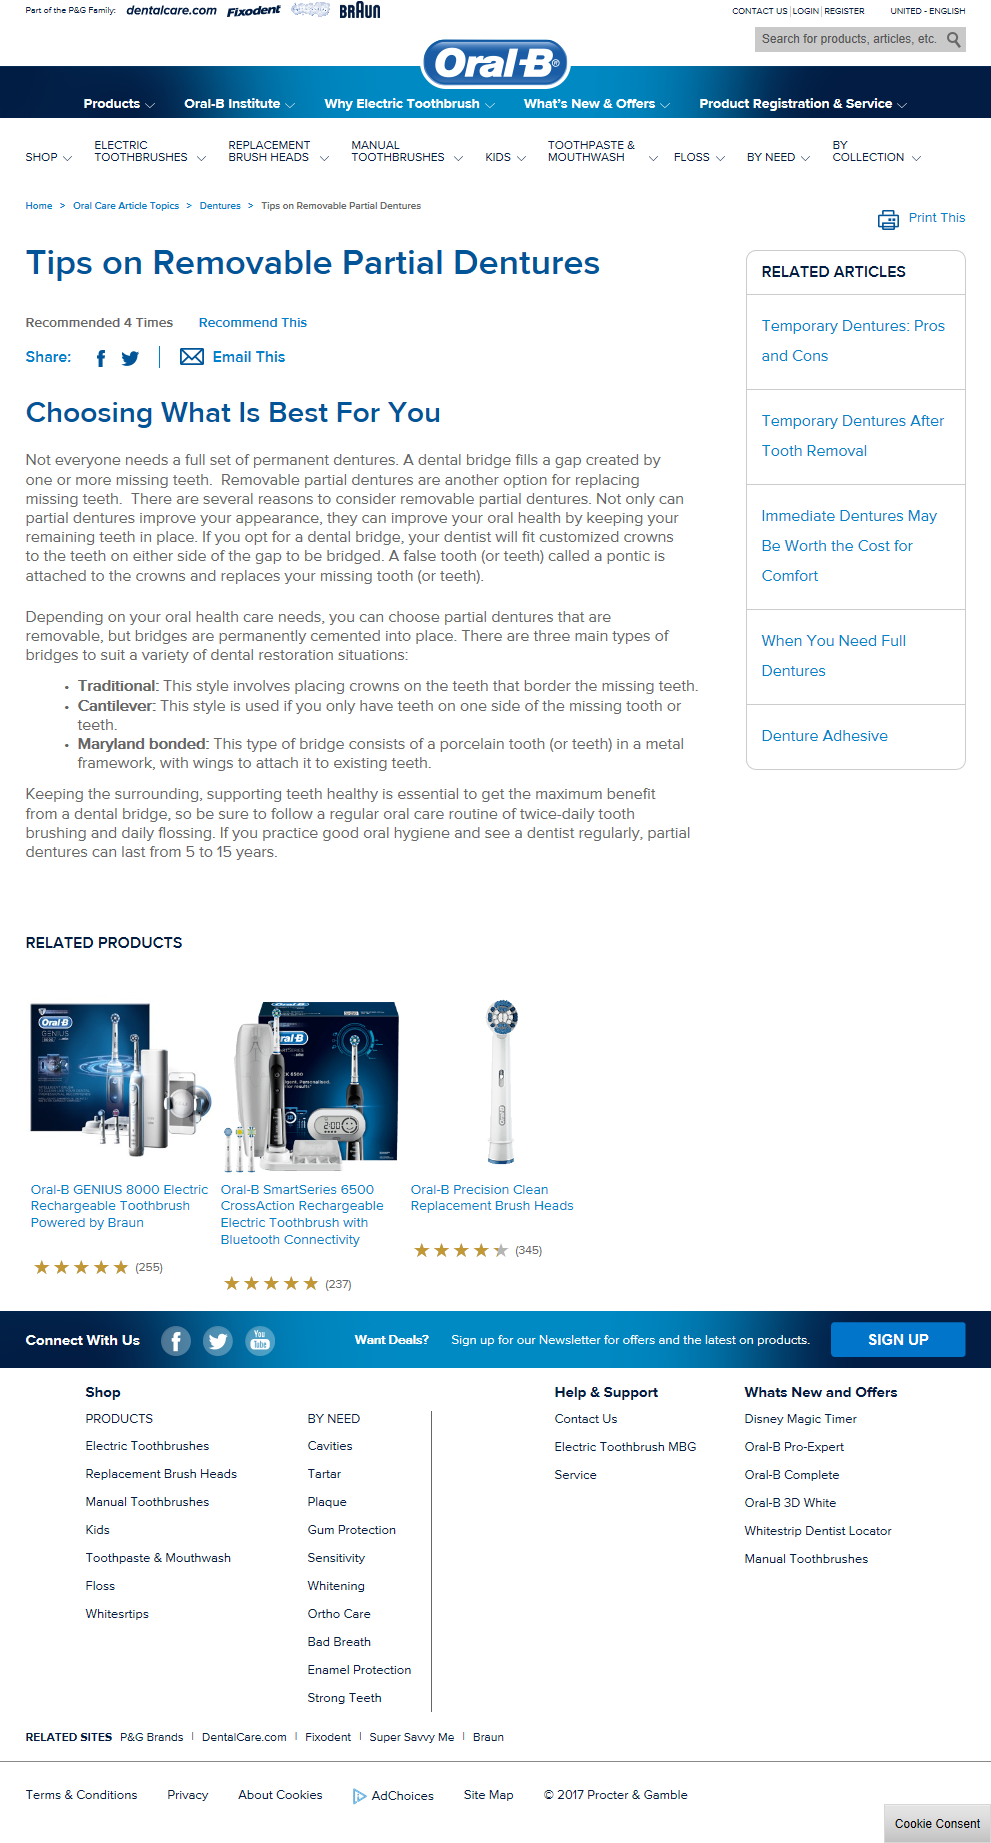 Part of the P&G Family: dentalcare.com Fixodent BRAUN
CONTACT US | LOGIN | REGISTER UNITED - ENGLISH
Search for products, articles, etc.
Oral-B®
Products Oral-B Institute Why Electric Toothbrush What's New & Offers Product Registration & Service
SHOP ELECTRIC TOOTHBRUSHES REPLACEMENT BRUSH HEADS MANUAL TOOTHBRUSHES KIDS TOOTHPASTE & MOUTHWASH FLOSS BY NEED BY COLLECTION
Home > Oral Care Article Topics > Dentures > Tips on Removable Partial Dentures
Print This
Tips on Removable Partial Dentures
Recommended 4 Times Recommend This
Share: Email This
Choosing What Is Best For You
Not everyone needs a full set of permanent dentures. A dental bridge fills a gap created by
one or more missing teeth. Removable partial dentures are another option for replacing
missing teeth. There are several reasons to consider removable partial dentures. Not only can
partial dentures improve your appearance, they can improve your oral health by keeping your
remaining teeth in place. If you opt for a dental bridge, your dentist will fit customized crowns
to the teeth on either side of the gap to be bridged. A false tooth (or teeth) called a pontic is
attached to the crowns and replaces your missing tooth (or teeth).
Depending on your oral health care needs, you can choose partial dentures that are
removable, but bridges are permanently cemented into place. There are three main types of
bridges to suit a variety of dental restoration situations:
• Traditional: This style involves placing crowns on the teeth that border the missing teeth.
• Cantilever: This style is used if you only have teeth on one side of the missing tooth or
teeth.
• Maryland bonded: This type of bridge consists of a porcelain tooth (or teeth) in a metal
framework, with wings to attach it to existing teeth.
Keeping the surrounding, supporting teeth healthy is essential to get the maximum benefit
from a dental bridge, so be sure to follow a regular oral care routine of twice-daily tooth
brushing and daily flossing. If you practice good oral hygiene and see a dentist regularly, partial
dentures can last from 5 to 15 years.
RELATED ARTICLES
Temporary Dentures: Pros
and Cons
Temporary Dentures After
Tooth Removal
Immediate Dentures May
Be Worth the Cost for
Comfort
When You Need Full
Dentures
Denture Adhesive
RELATED PRODUCTS
Oral-B
GENIUS
2:00
Oral-B
Oral-B GENIUS 8000 Electric
Rechargeable Toothbrush
Powered by Braun
(255)
Oral-B SmartSeries 6500
CrossAction Rechargeable
Electric Toothbrush with
Bluetooth Connectivity
(237)
Oral-B Precision Clean
Replacement Brush Heads
(345)
Connect With Us You Tube Want Deals? Sign up for our Newsletter for offers and the latest on products. SIGN UP
Shop
PRODUCTS
Electric Toothbrushes
Replacement Brush Heads
Manual Toothbrushes
Kids
Toothpaste & Mouthwash
Floss
Whitesrtips
BY NEED
Cavities
Tartar
Plaque
Gum Protection
Sensitivity
Whitening
Ortho Care
Bad Breath
Enamel Protection
Strong Teeth
Help & Support
Contact Us
Electric Toothbrush MBG
Service
Whats New and Offers
Disney Magic Timer
Oral-B Pro-Expert
Oral-B Complete
Oral-B 3D White
Whitestrip Dentist Locator
Manual Toothbrushes
RELATED SITES P&G Brands | DentalCare.com | Fixodent | Super Savvy Me | Braun
Terms & Conditions Privacy About Cookies AdChoices Site Map © 2017 Procter & Gamble
Cookie Consent